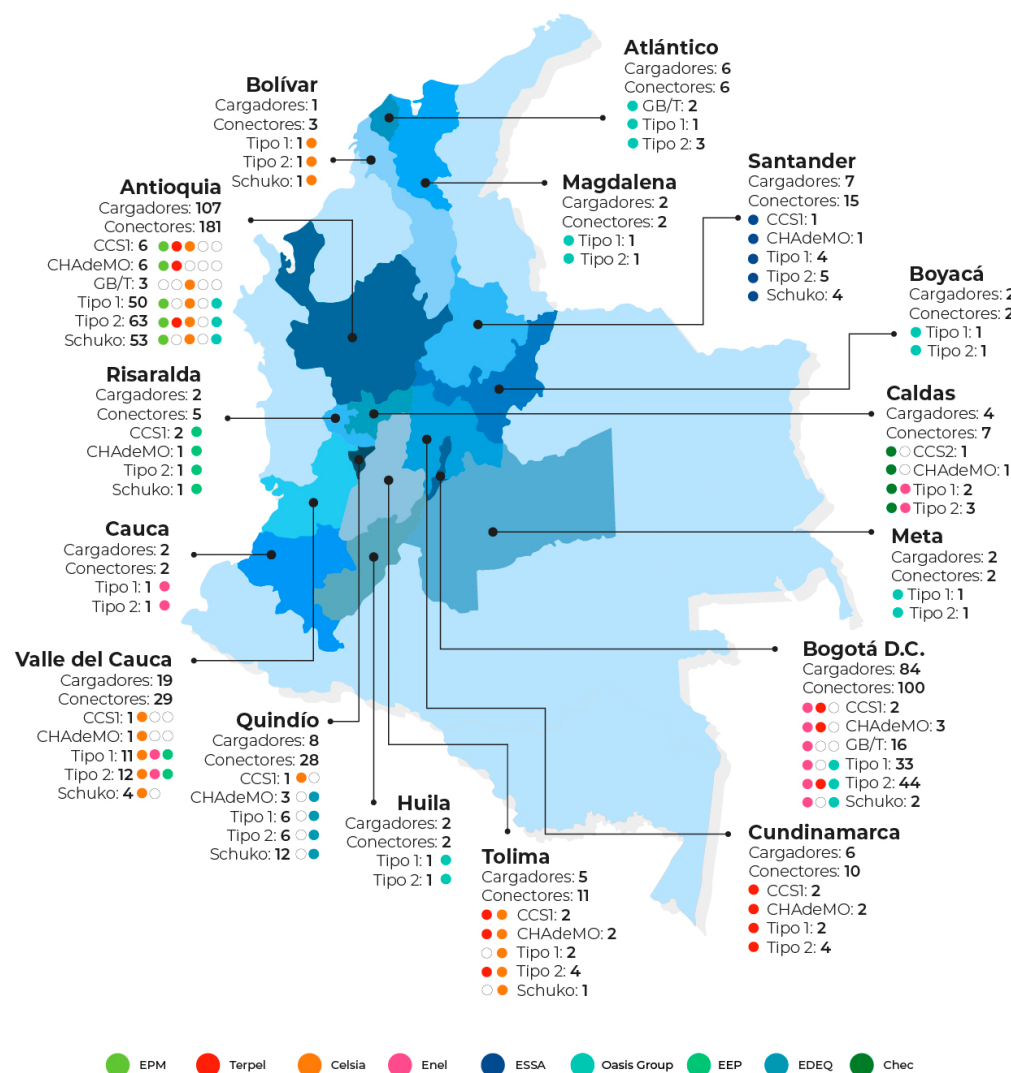 Atlántico
Cargadores: 6
Conectores: 6
GB/T: 2
Tipo 1: 1
Tipo 2: 3
Bolívar
Cargadores: 1
Conectores: 3
Tipo 1: 1
Tipo 2: 1
Schuko: 1
Magdalena
Cargadores: 2
Conectores: 2
Tipo 1: 1
Tipo 2: 1
Santander
Cargadores: 7
Conectores: 15
CCS1: 1
CHAdeMO: 1
Tipo 1: 4
Tipo 2: 5
Schuko: 4
Antioquia
Cargadores: 107
Conectores: 181
CCS1: 6
CHAdeMO: 6
GB/T: 3
Tipo 1: 50
Tipo 2: 63
Schuko: 53
Boyacá
Cargadores: 2
Conectores: 2
Tipo 1: 1
Tipo 2: 1
Risaralda
Cargadores: 2
Conectores: 5
CCS1: 2
CHAdeMO: 1
Tipo 2: 1
Schuko: 1
Caldas
Cargadores: 4
Conectores: 7
CCS2: 1
CHAdeMO: 1
Tipo 1: 2
Tipo 2: 3
Cauca
Cargadores: 2
Conectores: 2
Tipo 1: 1
Tipo 2: 1
Meta
Cargadores: 2
Conectores: 2
Tipo 1: 1
Tipo 2: 1
Valle del Cauca
Cargadores: 19
Conectores: 29
CCS1: 1
CHAdeMO: 1
Tipo 1: 11
Tipo 2: 12
Schuko: 4
Bogotá D.C.
Cargadores: 84
Conectores: 100
CCS1: 2
CHAdeMO: 3
GB/T: 16
Tipo 1: 33
Tipo 2: 44
Schuko: 2
Quindío
Cargadores: 8
Conectores: 28
CCS1: 1
CHAdeMO: 3
Tipo 1: 6
Tipo 2: 6
Schuko: 12
Huila
Cargadores: 2
Conectores: 2
Tipo 1: 1
Tipo 2: 1
Tolima
Cargadores: 5
Conectores: 11
CCS1: 2
CHAdeMO: 2
Tipo 1: 2
Tipo 2: 4
Schuko: 1
Cundinamarca
Cargadores: 6
Conectores: 10
CCS1: 2
CHAdeMO: 2
Tipo 1: 2
Tipo 2: 4
EPM Terpel Celsia Enel ESSA Oasis Group EEP EDEQ Chec